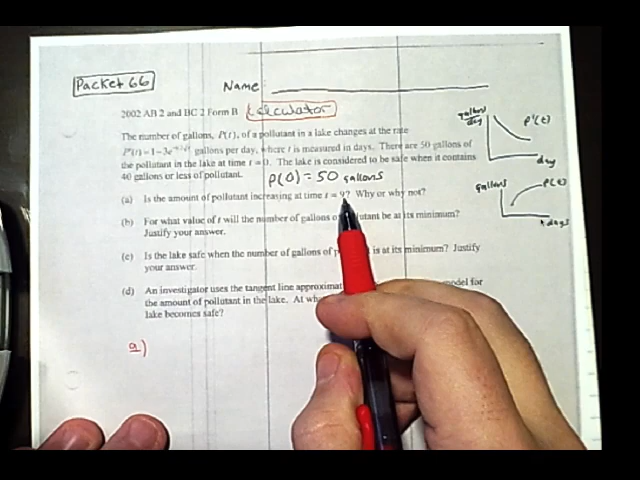 Packet 66
Name:
2002 AB 2 and BC 2 Form B Calculator
The number of gallons, P(t), of a pollutant in a lake changes at the rate
P'(t) = 1 − 3e gallons per day, where t is measured in days. There are 50 gallons of
the pollutant in the lake at time t = 0. The lake is considered to be safe when it contains
40 gallons or less of pollutant. P(0) = 50 gallons
(a) Is the amount of pollutant increasing at time t = 9? Why or why not?
(b) For what value of t will the number of gallons of pollutant be at its minimum?
Justify your answer.
(c) Is the lake safe when the number of gallons of is at its minimum? Justify
your answer.
(d) An investigator uses the tangent line model for
the amount of pollutant in the lake. At
lake becomes safe?
a)
gallons
day
P'(t)
day
gallons
P(t)
days